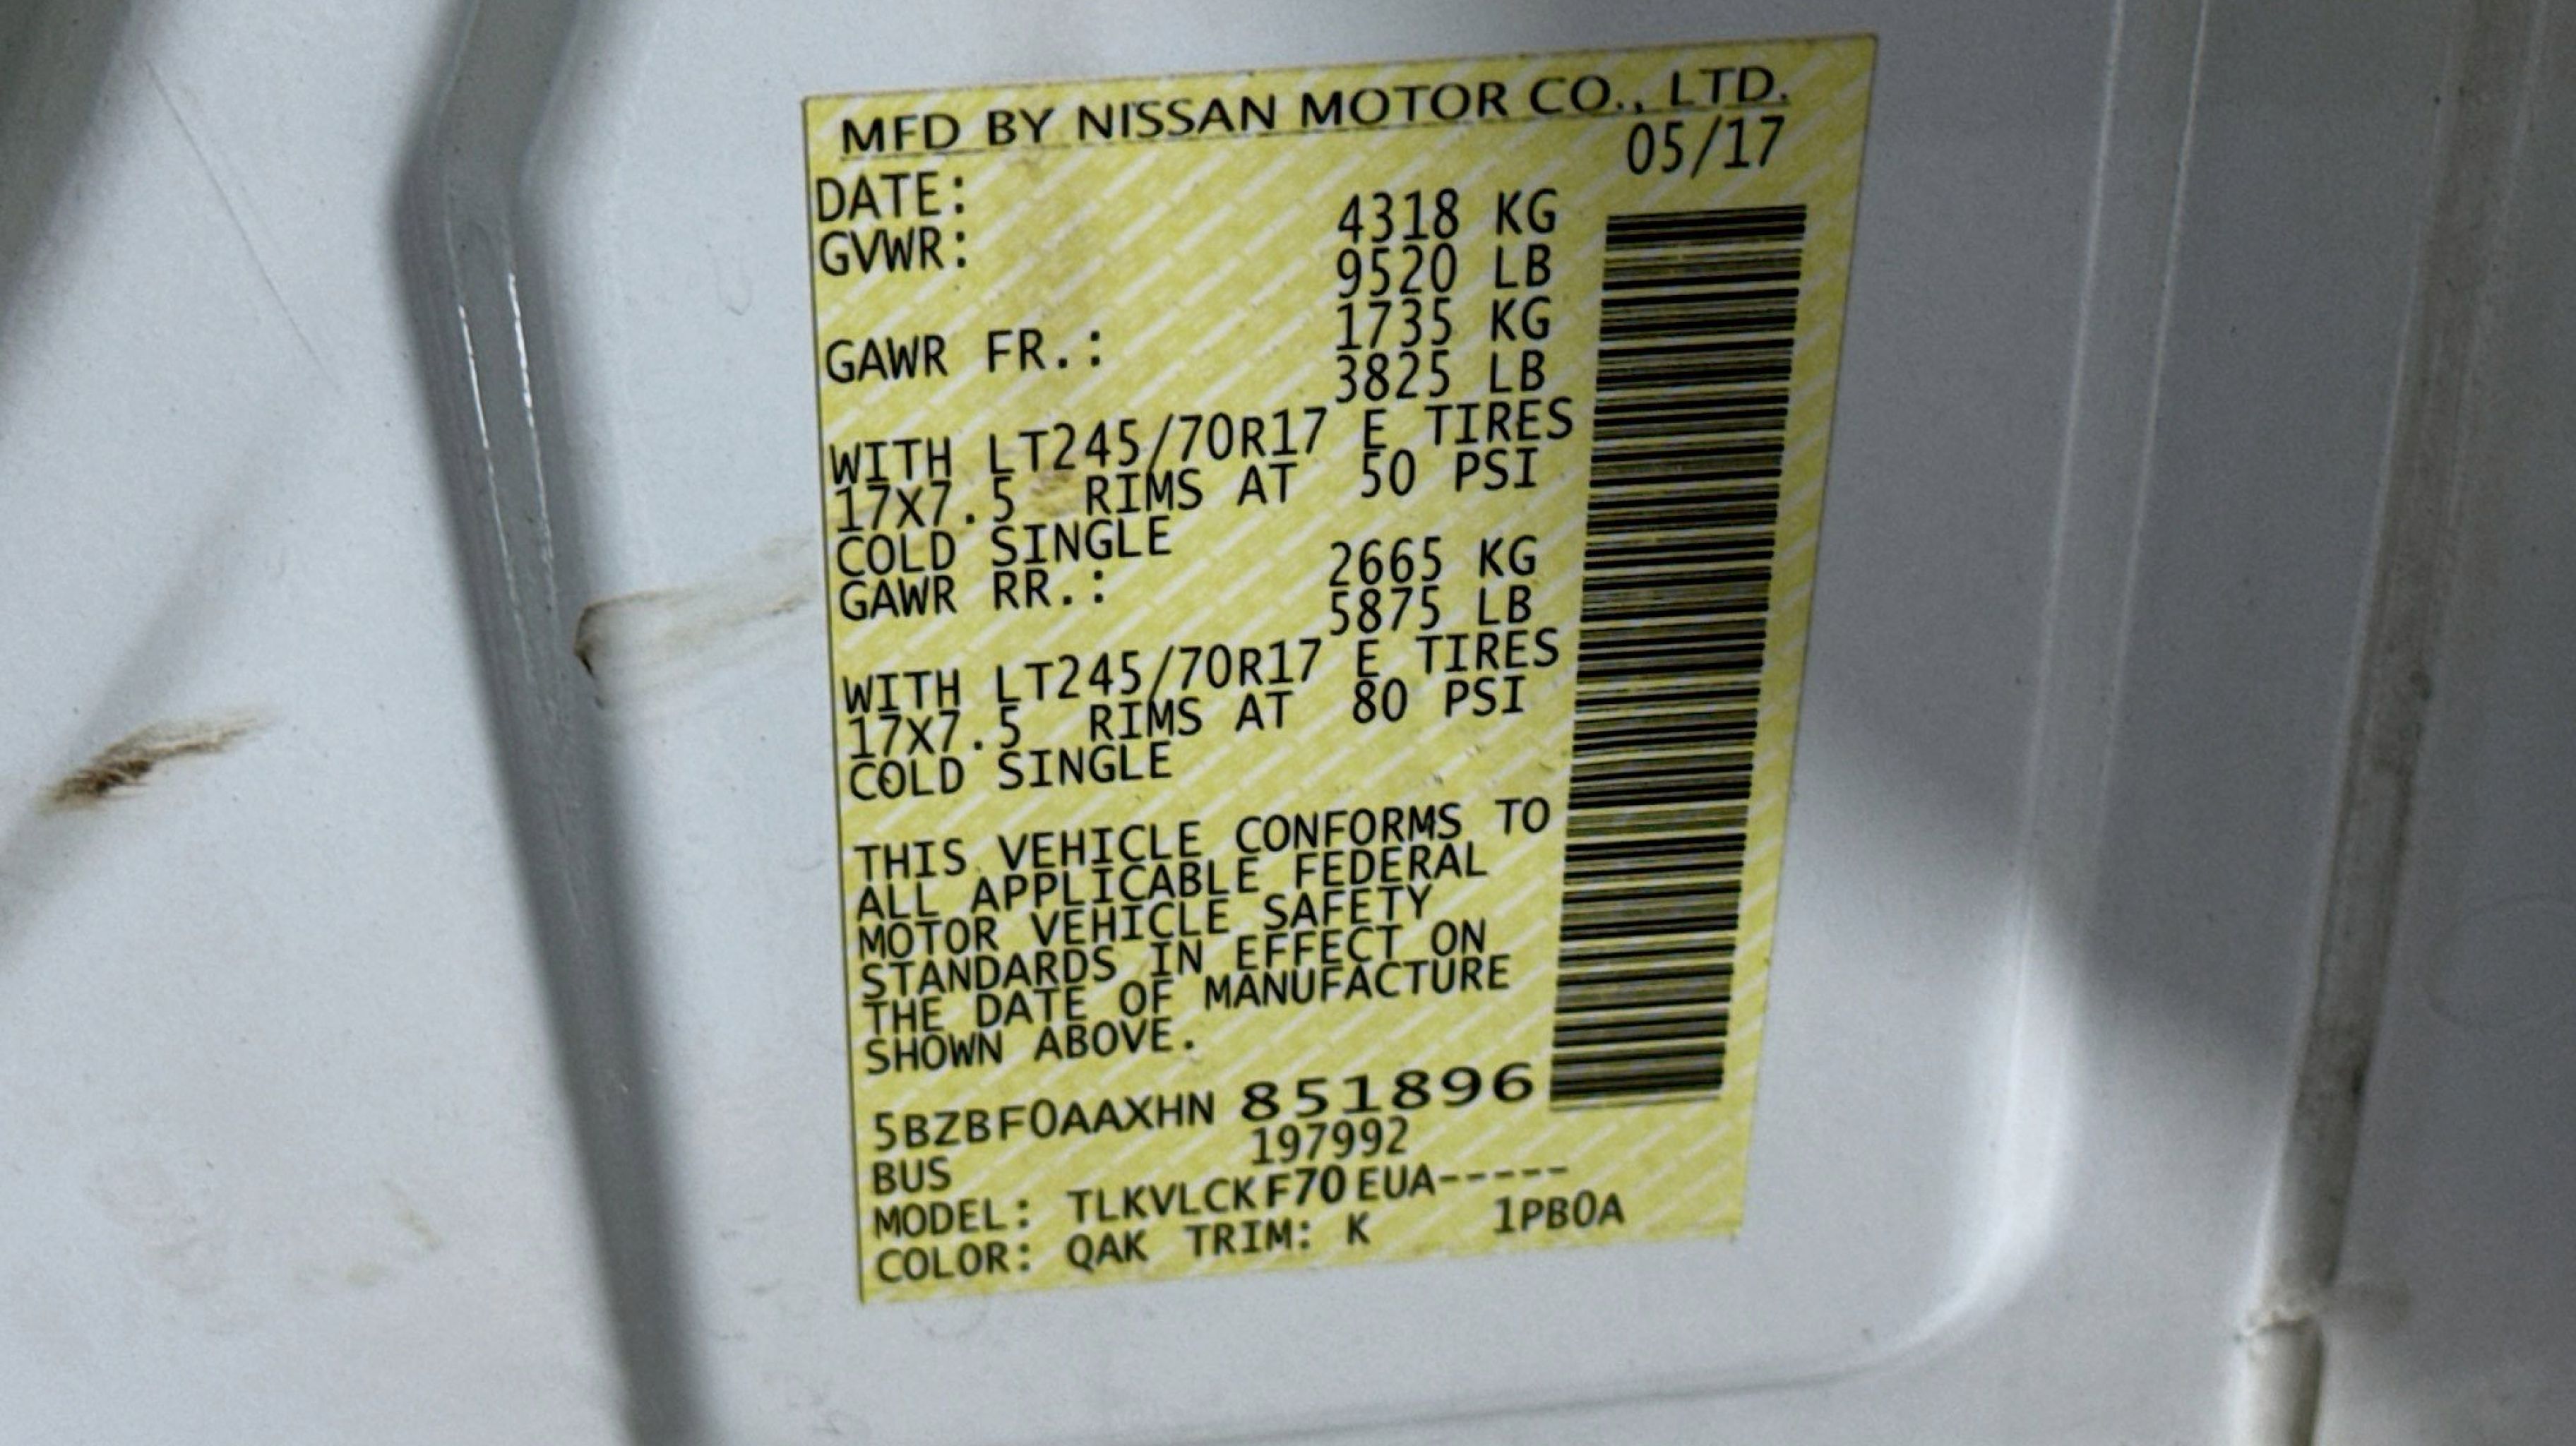 MFD BY NISSAN MOTOR CO., LTD.
DATE: 05/17
GVWR: 4318 KG
9520 LB
GAWR FR.: 1735 KG
3825 LB
WITH LT245/70R17 E TIRES
17X7.5 RIMS AT 50 PSI
COLD SINGLE
GAWR RR.: 2665 KG
5875 LB
WITH LT245/70R17 E TIRES
17X7.5 RIMS AT 80 PSI
COLD SINGLE
THIS VEHICLE CONFORMS TO
ALL APPLICABLE FEDERAL
MOTOR VEHICLE SAFETY
STANDARDS IN EFFECT ON
THE DATE OF MANUFACTURE
SHOWN ABOVE.
5BZBF0AAXHN 851896
BUS 197992
MODEL: TLKVLCKF70EUA-----
COLOR: QAK TRIM: K 1PB0A